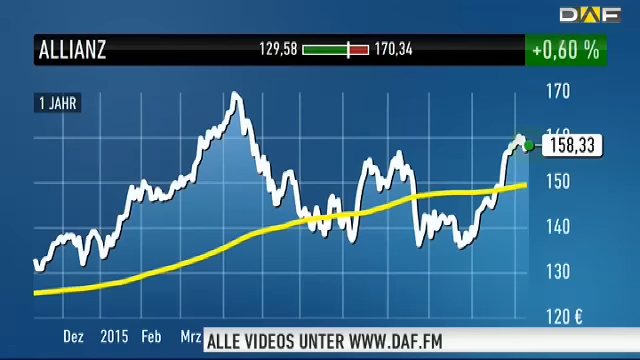 DAF
ALLIANZ 129,58 170,34 +0,60 %
1 JAHR
170
158,33
150
140
130
120 €
Dez 2015 Feb Mrz
ALLE VIDEOS UNTER WWW.DAF.FM